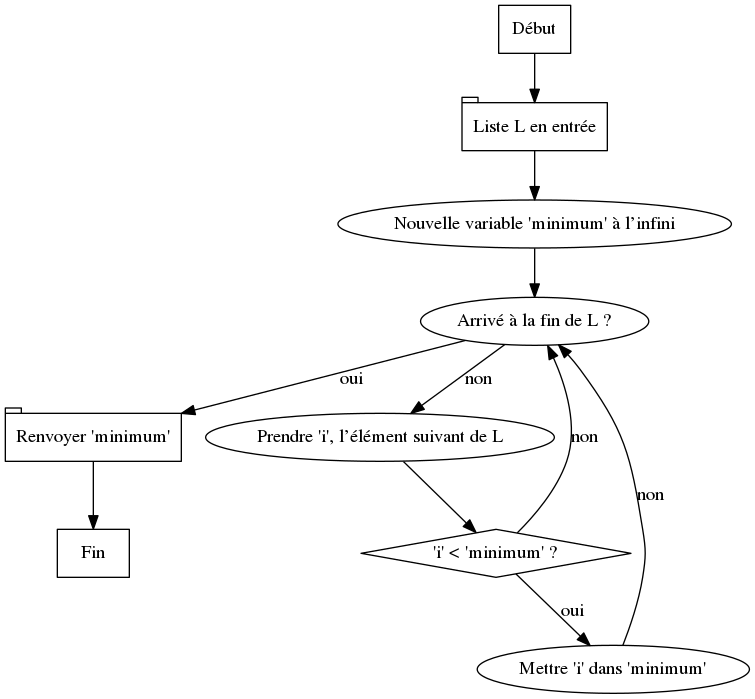 Début
Liste L en entrée
Nouvelle variable 'minimum' à l'infini
Arrivé à la fin de L ?
oui
non
Renvoyer 'minimum'
Prendre 'i', l'élément suivant de L
non
non
Fin
'i' < 'minimum' ?
oui
Mettre 'i' dans 'minimum'